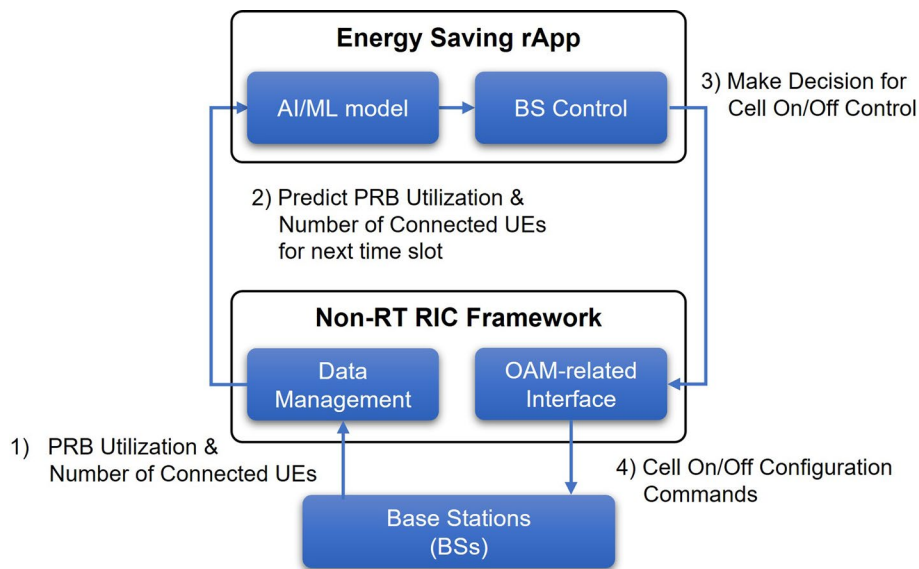 Energy Saving rApp
AI/ML model
BS Control
3) Make Decision for
Cell On/Off Control
2) Predict PRB Utilization &
Number of Connected UEs
for next time slot
Non-RT RIC Framework
Data
Management
OAM-related
Interface
1) PRB Utilization &
Number of Connected UEs
4) Cell On/Off Configuration
Commands
Base Stations
(BSs)